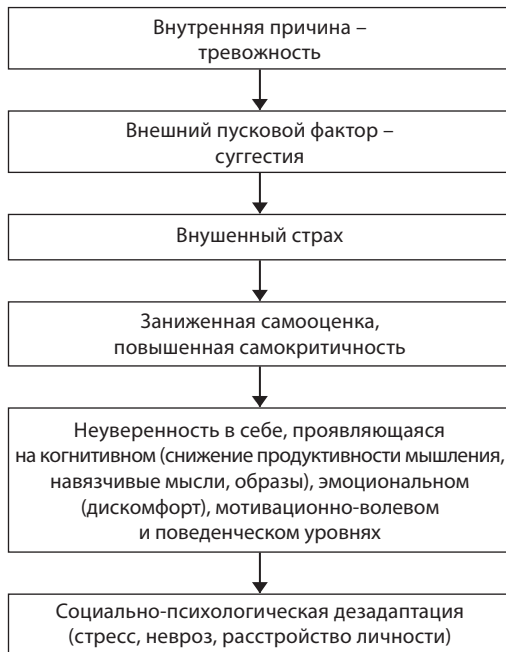 Внутренняя причина –
тревожность
Внешний пусковой фактор –
суггестия
Внушенный страх
Заниженная самооценка,
повышенная самокритичность
Неуверенность в себе, проявляющаяся
на когнитивном (снижение продуктивности мышления,
навязчивые мысли, образы), эмоциональном
(дискомфорт), мотивационно-волевом
и поведенческом уровнях
Социально-психологическая дезадаптация
(стресс, невроз, расстройство личности)